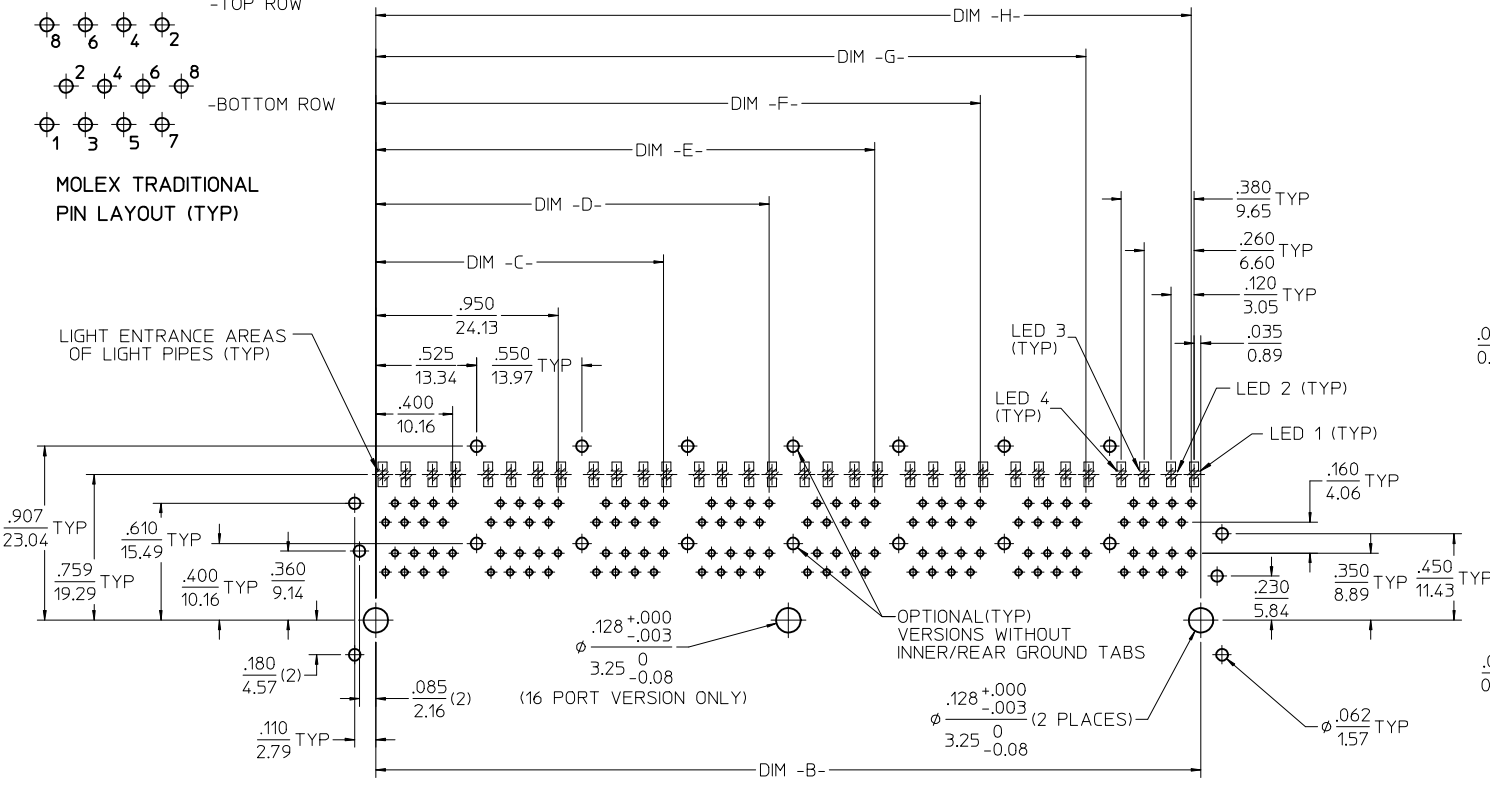 -TOP ROW
8 6 4 2
2 4 6 8
-BOTTOM ROW
1 3 5 7
MOLEX TRADITIONAL
PIN LAYOUT (TYP)
DIM -H-
DIM -G-
DIM -F-
DIM -E-
DIM -D-
DIM -C-
.950
24.13
.525
13.34
.550
13.97
TYP
.400
10.16
LIGHT ENTRANCE AREAS
OF LIGHT PIPES (TYP)
.380
9.65
TYP
.260
6.60
TYP
.120
3.05
TYP
.035
0.89
LED 3
(TYP)
LED 4
(TYP)
LED 2 (TYP)
LED 1 (TYP)
.160
4.06
TYP
.907
23.04
TYP
.759
19.29
TYP
.610
15.49
TYP
.400
10.16
TYP
.360
9.14
.180
4.57
(2)
.085
2.16
(2)
.110
2.79
TYP
ø .128 +.000
-.003
3.25 0
-0.08
(16 PORT VERSION ONLY)
OPTIONAL(TYP)
VERSIONS WITHOUT
INNER/REAR GROUND TABS
ø .128 +.000
-.003
(2 PLACES)
3.25 0
-0.08
.230
5.84
.350
8.89
TYP
.450
11.43
TYP
ø .062
1.57
TYP
DIM -B-